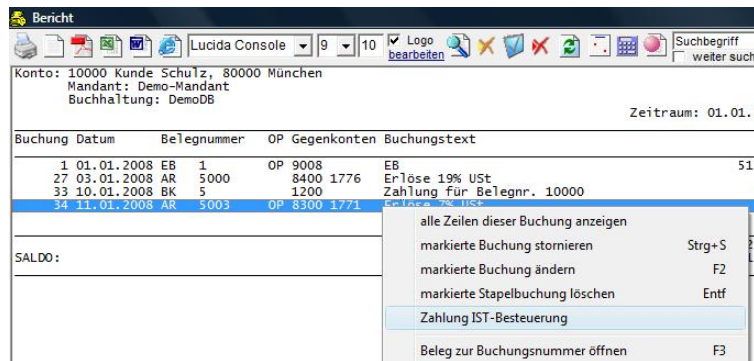 Bericht
Lucida Console 9 10 Logo bearbeiten Suchbegriff weiter such
Konto: 10000 Kunde Schulz, 80000 München
Mandant: Demo-Mandant
Buchhaltung: DemoDB
Zeitraum: 01.01.
Buchung Datum Belegnummer OP Gegenkonten Buchungstext
1 01.01.2008 EB 1 OP 9008 EB 51
27 03.01.2008 AR 5000 8400 1776 Erlöse 19% USt
33 10.01.2008 BK 5 1200 Zahlung für Belegnr. 10000
34 11.01.2008 AR 5003 OP 8300 1771 Erlöse 7% USt
alle Zeilen dieser Buchung anzeigen
SALDO:
markierte Buchung stornieren Strg+S
markierte Buchung ändern F2
markierte Stapelbuchung löschen Entf
Zahlung IST-Besteuerung
Beleg zur Buchungsnummer öffnen F3